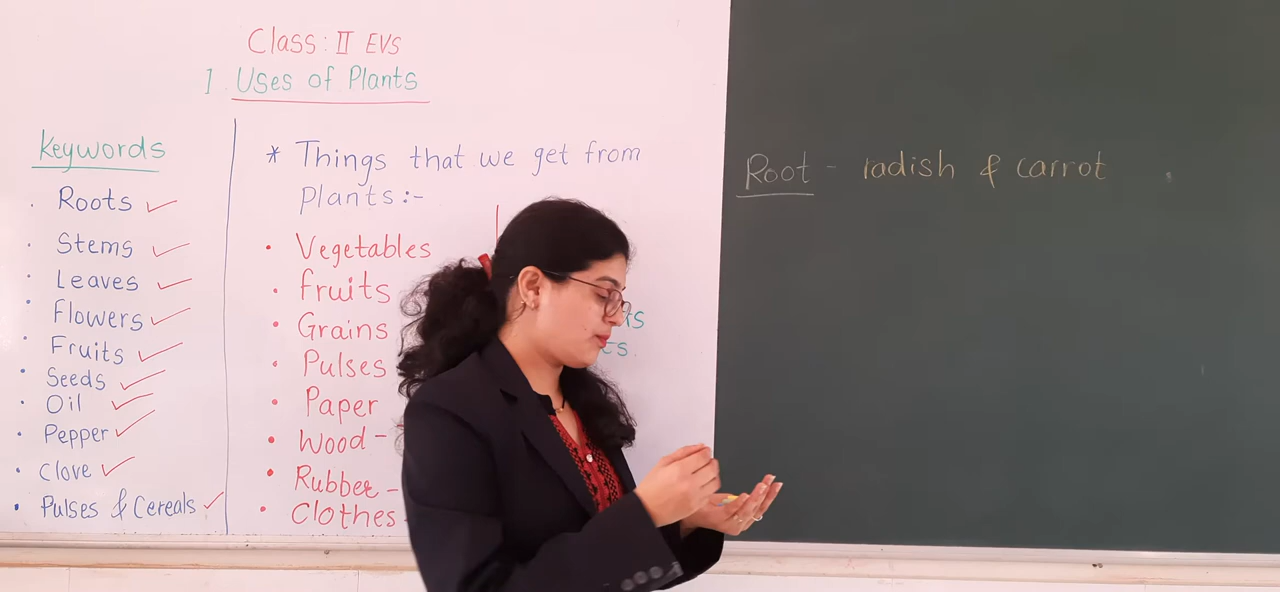 Class: II EVS
1. Uses of Plants
Keywords
. Roots ✓
. Stems ✓
. Leaves ✓
. Flowers ✓
. Fruits ✓
. Seeds ✓
. Oil ✓
. Pepper ✓
. Clove ✓
. Pulses & Cereals ✓
* Things that we get from
Plants:-
• Vegetables
• fruits
• Grains
• Pulses
• Paper
• Wood -
• Rubber -
• Clothes
Root - radish & carrot